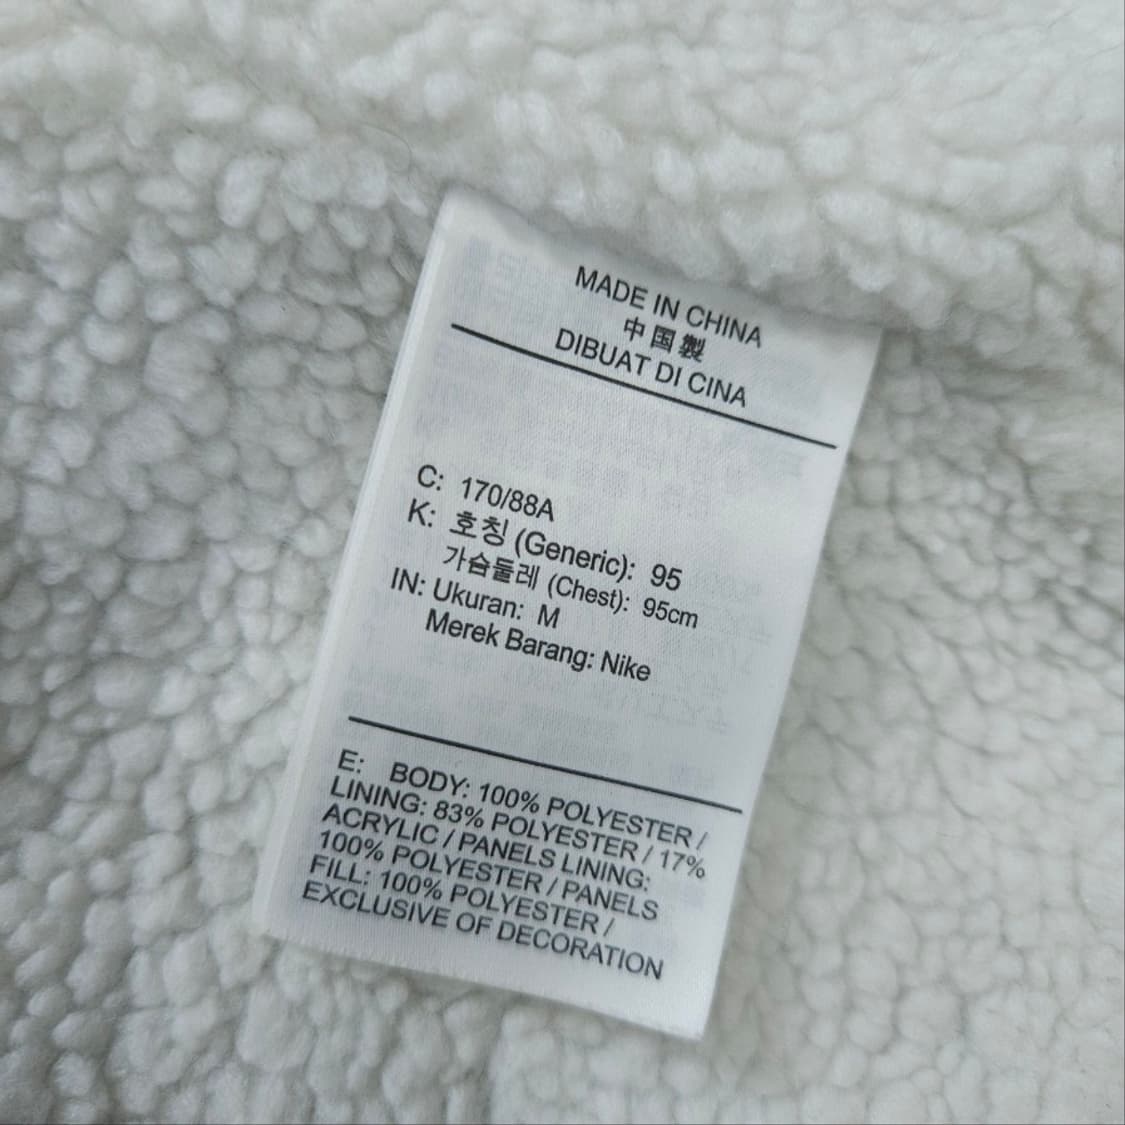 MADE IN CHINA
中国製
DIBUAT DI CINA
C: 170/88A
K: 호칭 (Generic): 95
가슴둘레 (Chest): 95cm
IN: Ukuran: M
Merek Barang: Nike
E: BODY: 100% POLYESTER /
LINING: 83% POLYESTER / 17%
ACRYLIC / PANELS LINING:
100% POLYESTER / PANELS
FILL: 100% POLYESTER /
EXCLUSIVE OF DECORATION